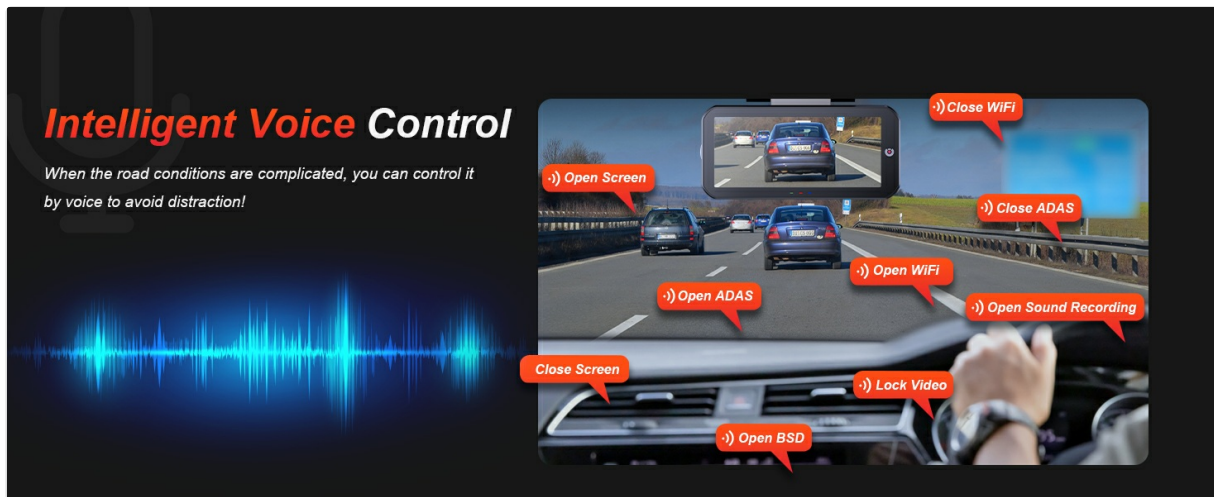 Intelligent Voice Control
When the road conditions are complicated, you can control it
by voice to avoid distraction!
Close WiFi
Open Screen
Close ADAS
Open WiFi
Open ADAS
Open Sound Recording
Close Screen
Lock Video
Open BSD